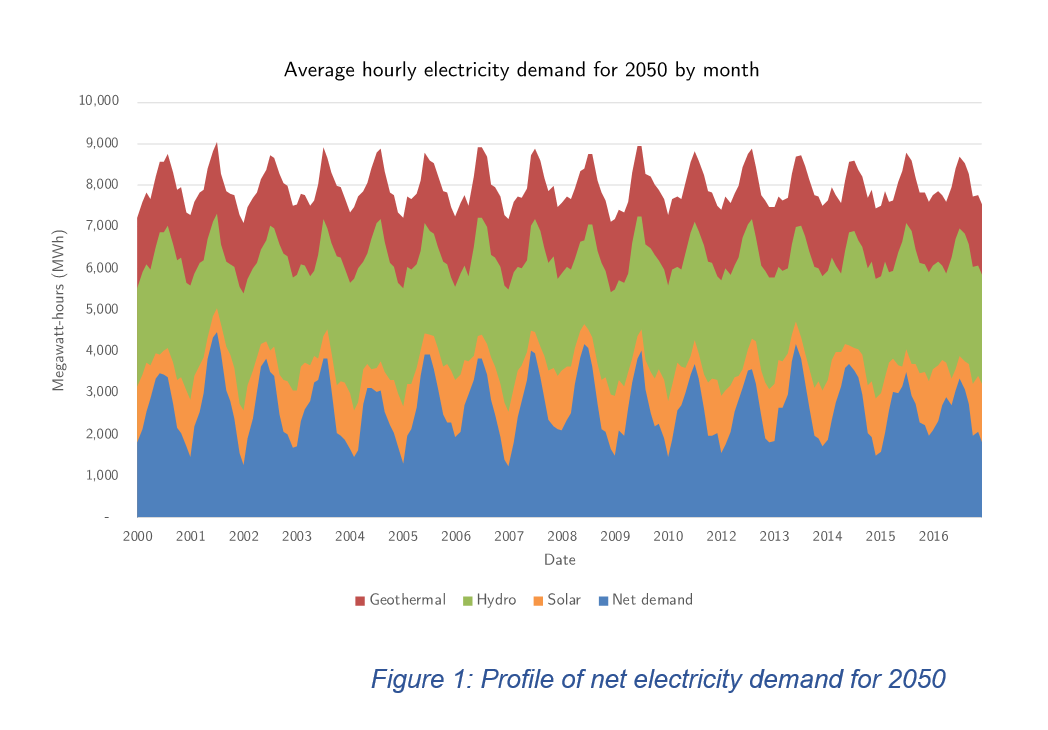 Average hourly electricity demand for 2050 by month
10,000
9,000
8,000
7,000
6,000
5,000
4,000
3,000
2,000
1,000
-
Megawatt-hours (MWh)
2000 2001 2002 2003 2004 2005 2006 2007 2008 2009 2010 2012 2013 2014 2015 2016
Date
Geothermal Hydro Solar Net demand
Figure 1: Profile of net electricity demand for 2050